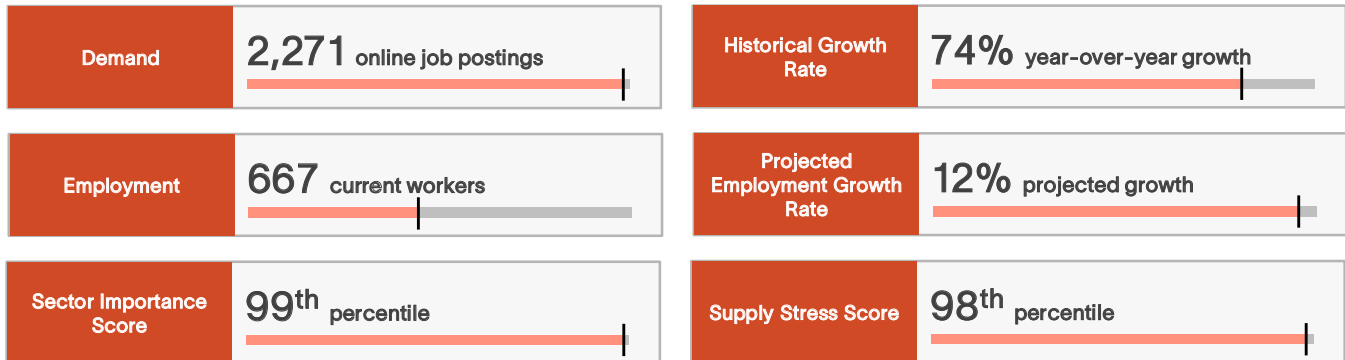 Demand
2,271 online job postings
Historical Growth
Rate
74% year-over-year growth
Employment
667 current workers
Projected
Employment Growth
Rate
12% projected growth
Sector Importance
Score
99th percentile
Supply Stress Score
98th percentile